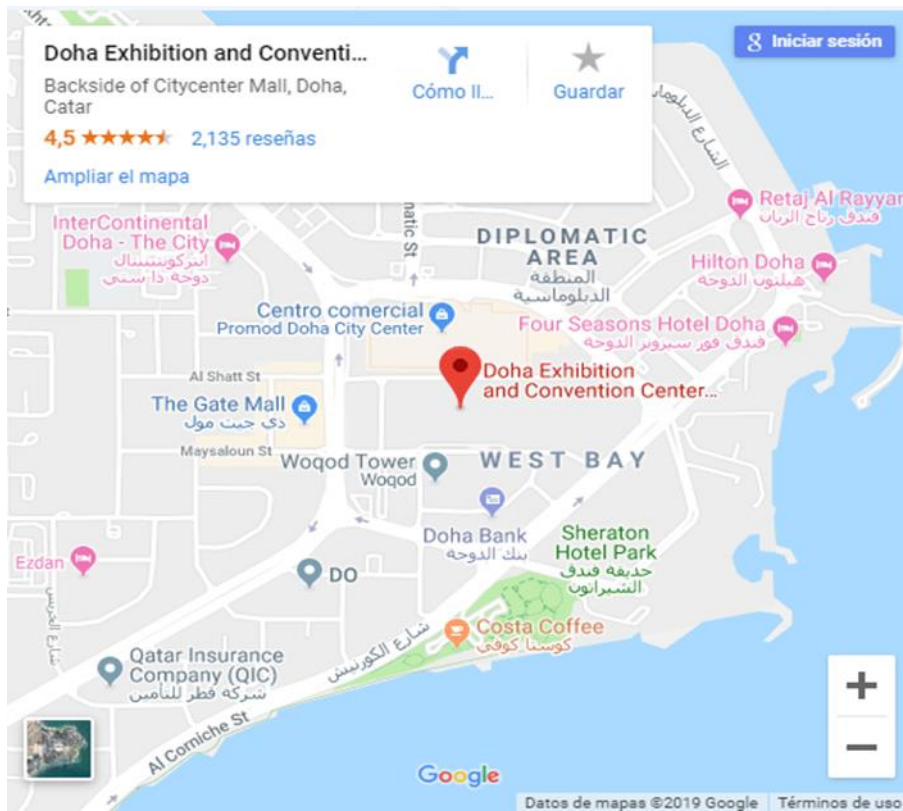 Doha Exhibition and Conventi...
Backside of Citycenter Mall, Doha,
Catar
4,5
2,135 reseñas
Ampliar el mapa
Cómo ll...
Guardar
Iniciar sesión
الشارع الدبلوماس
Retaj Al Rayyan
فندق رتاج الريان
InterContinental
Doha - The City
انتركونتيننتال
دوحة ذا سيتي
matic St
DIPLOMATIC
AREA
المنطقة
الدبلوماسية
Hilton Doha
هيلتون الدوحة
Centro comercial
Promod Doha City Center
Four Seasons Hotel Doha
فندق فور سيزونز الدوحة
Doha Exhibition
and Convention Center...
Al Shatt St
The Gate Mall
ذي جيت مول
Maysaloun St
Woqod Tower
Woqod
WEST BAY
Doha Bank
بنك الدوحة
Sheraton
Hotel Park
حديقة فندق
الشيراتون
Ezdan
DO
شارع الكورنيش
Costa Coffee
كوستا كوفي
Qatar Insurance
Company (QIC)
شركة قطر للتأمين
Al Corniche St
+
−
Google
Datos de mapas ©2019 Google
Términos de uso